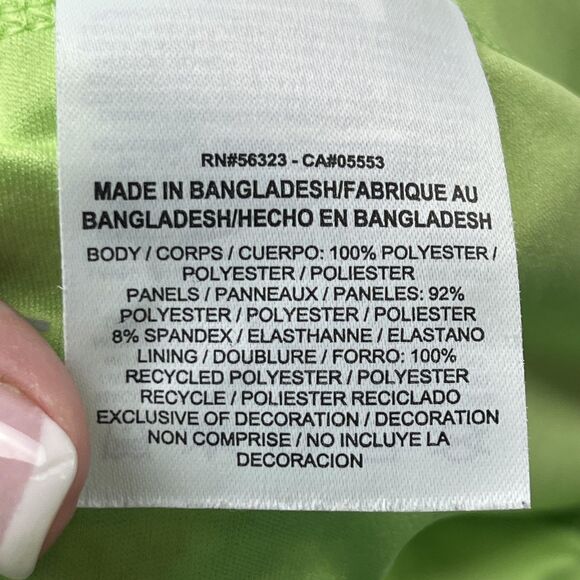 RN#56323 - CA#05553
MADE IN BANGLADESH/FABRIQUE AU
BANGLADESH/HECHO EN BANGLADESH
BODY / CORPS / CUERPO: 100% POLYESTER /
POLYESTER / POLIESTER
PANELS / PANNEAUX / PANELES: 92%
POLYESTER / POLYESTER / POLIESTER
8% SPANDEX / ELASTHANNE / ELASTANO
LINING / DOUBLURE / FORRO: 100%
RECYCLED POLYESTER / POLYESTER
RECYCLE / POLIESTER RECICLADO
EXCLUSIVE OF DECORATION / DECORATION
NON COMPRISE / NO INCLUYE LA
DECORACION